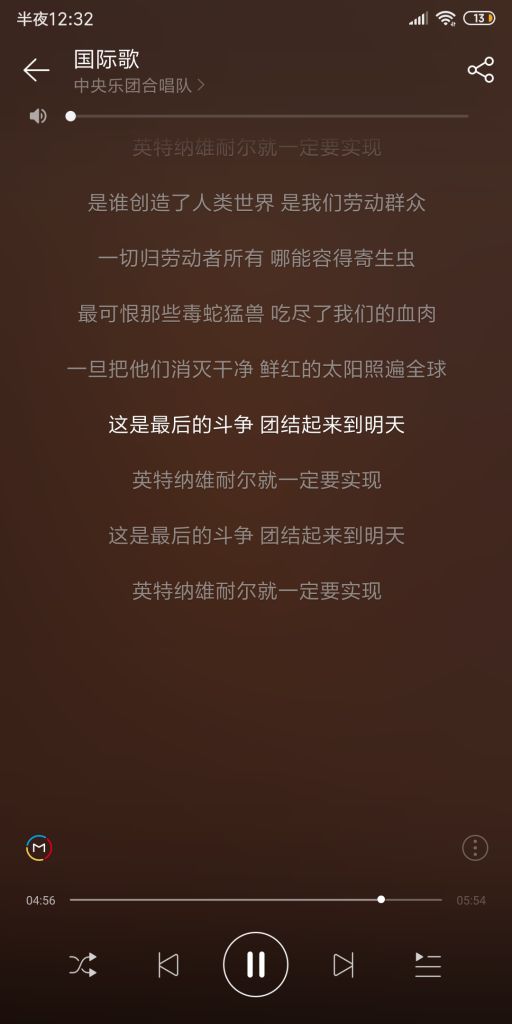 半夜12:32
13
国际歌
中央乐团合唱队
英特纳雄耐尔就一定要实现
是谁创造了人类世界 是我们劳动群众
一切归劳动者所有 哪能容得寄生虫
最可恨那些毒蛇猛兽 吃尽了我们的血肉
一旦把他们消灭干净 鲜红的太阳照遍全球
这是最后的斗争 团结起来到明天
英特纳雄耐尔就一定要实现
这是最后的斗争 团结起来到明天
英特纳雄耐尔就一定要实现
M
04:56
05:54